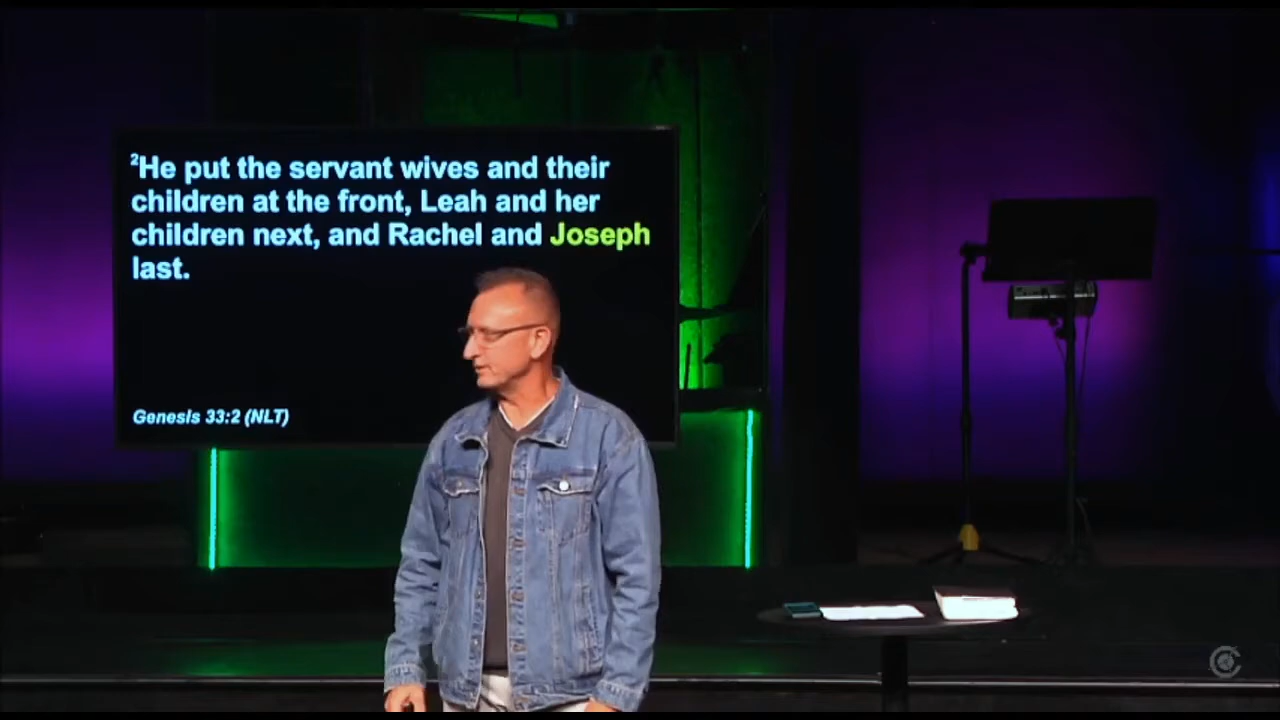 ²He put the servant wives and their
children at the front, Leah and her
children next, and Rachel and Joseph
last.
Genesis 33:2 (NLT)